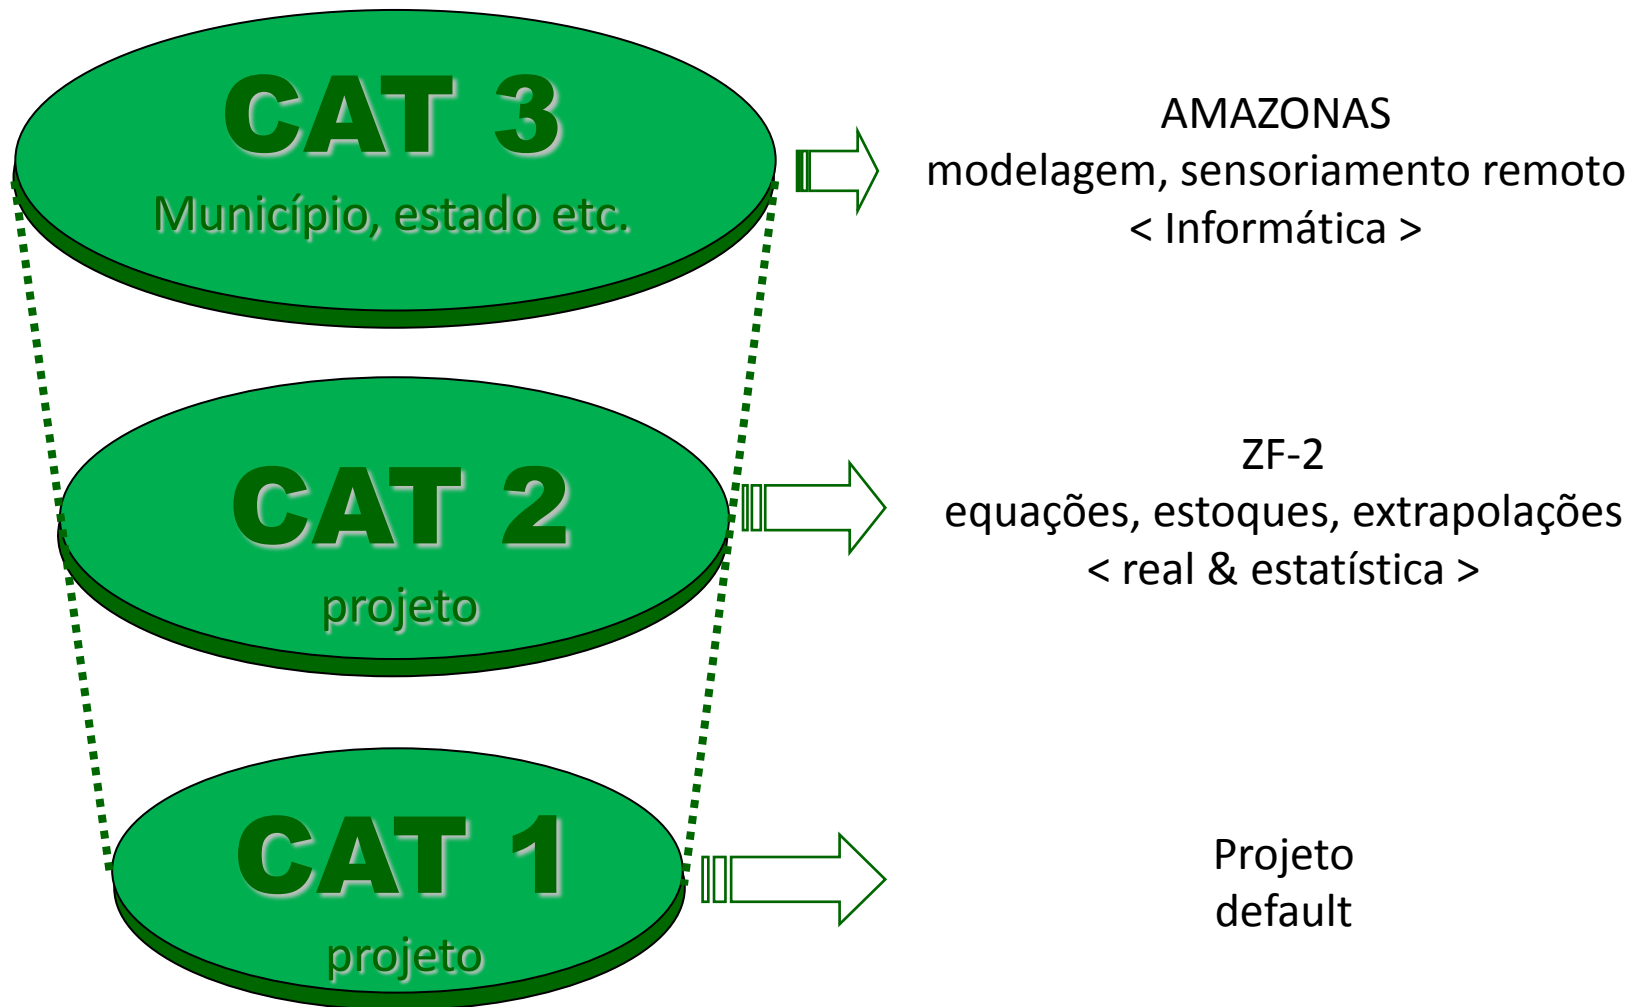 CAT 3
Município, estado etc.
AMAZONAS
modelagem, sensoriamento remoto
< Informática >
CAT 2
projeto
ZF-2
equações, estoques, extrapolações
< real & estatística >
CAT 1
projeto
Projeto
default